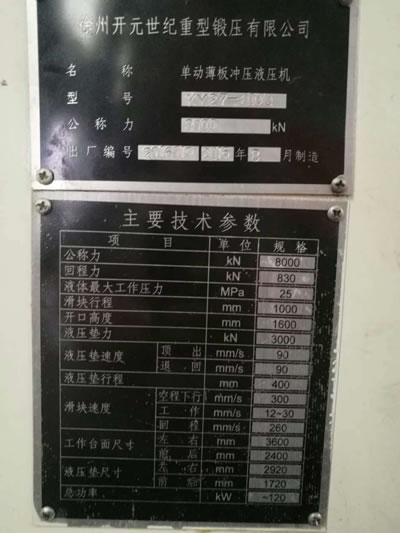 州开元世纪重型锻压有限公司
名 称 单动薄板冲压液压机
型 号
公 称 力 kN
出 厂 编 号 年 月制造
主要技术参数
项 目 单 位 规 格
公称力 kN 8000
回程力 kN 830
液体最大工作压力 MPa 25
滑块行程 mm 1000
开口高度 mm 1600
液压垫力 kN 3000
液压垫速度 顶 出 mm/s 90
退 回 mm/s 90
液压垫行程 mm 400
滑块速度 空程下行 mm/s 300
工 作 mm/s 12~30
回 程 mm/s 260
工作台面尺寸 左 右 mm 3600
前 后 mm 2400
液压垫尺寸 左 右 mm 2920
前 后 mm 1720
总功率 kW ~120